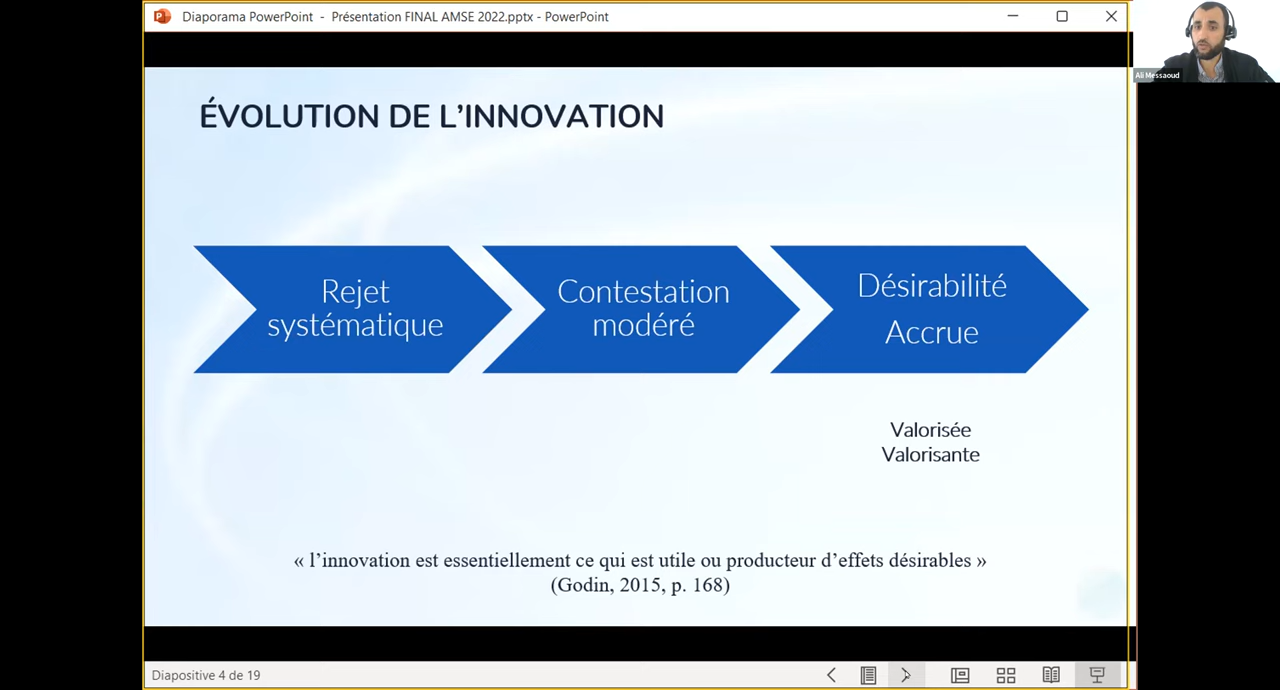 Diaporama PowerPoint - Présentation FINAL AMSE 2022.pptx - PowerPoint
Ali Messaoud
ÉVOLUTION DE L’INNOVATION
Rejet
systématique
Contestation
modéré
Désirabilité
Accrue
Valorisée
Valorisante
« l’innovation est essentiellement ce qui est utile ou producteur d’effets désirables »
(Godin, 2015, p. 168)
Diapositive 4 de 19